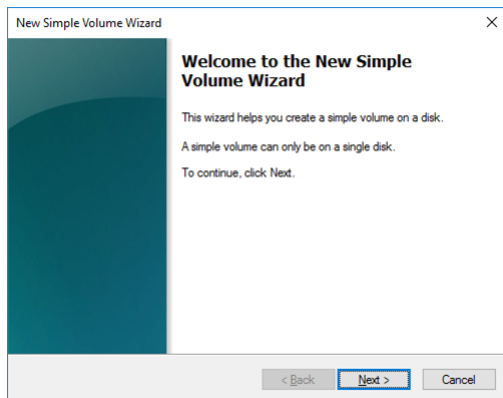 New Simple Volume Wizard
Welcome to the New Simple
Volume Wizard
This wizard helps you create a simple volume on a disk.
A simple volume can only be on a single disk.
To continue, click Next.
< Back Next > Cancel